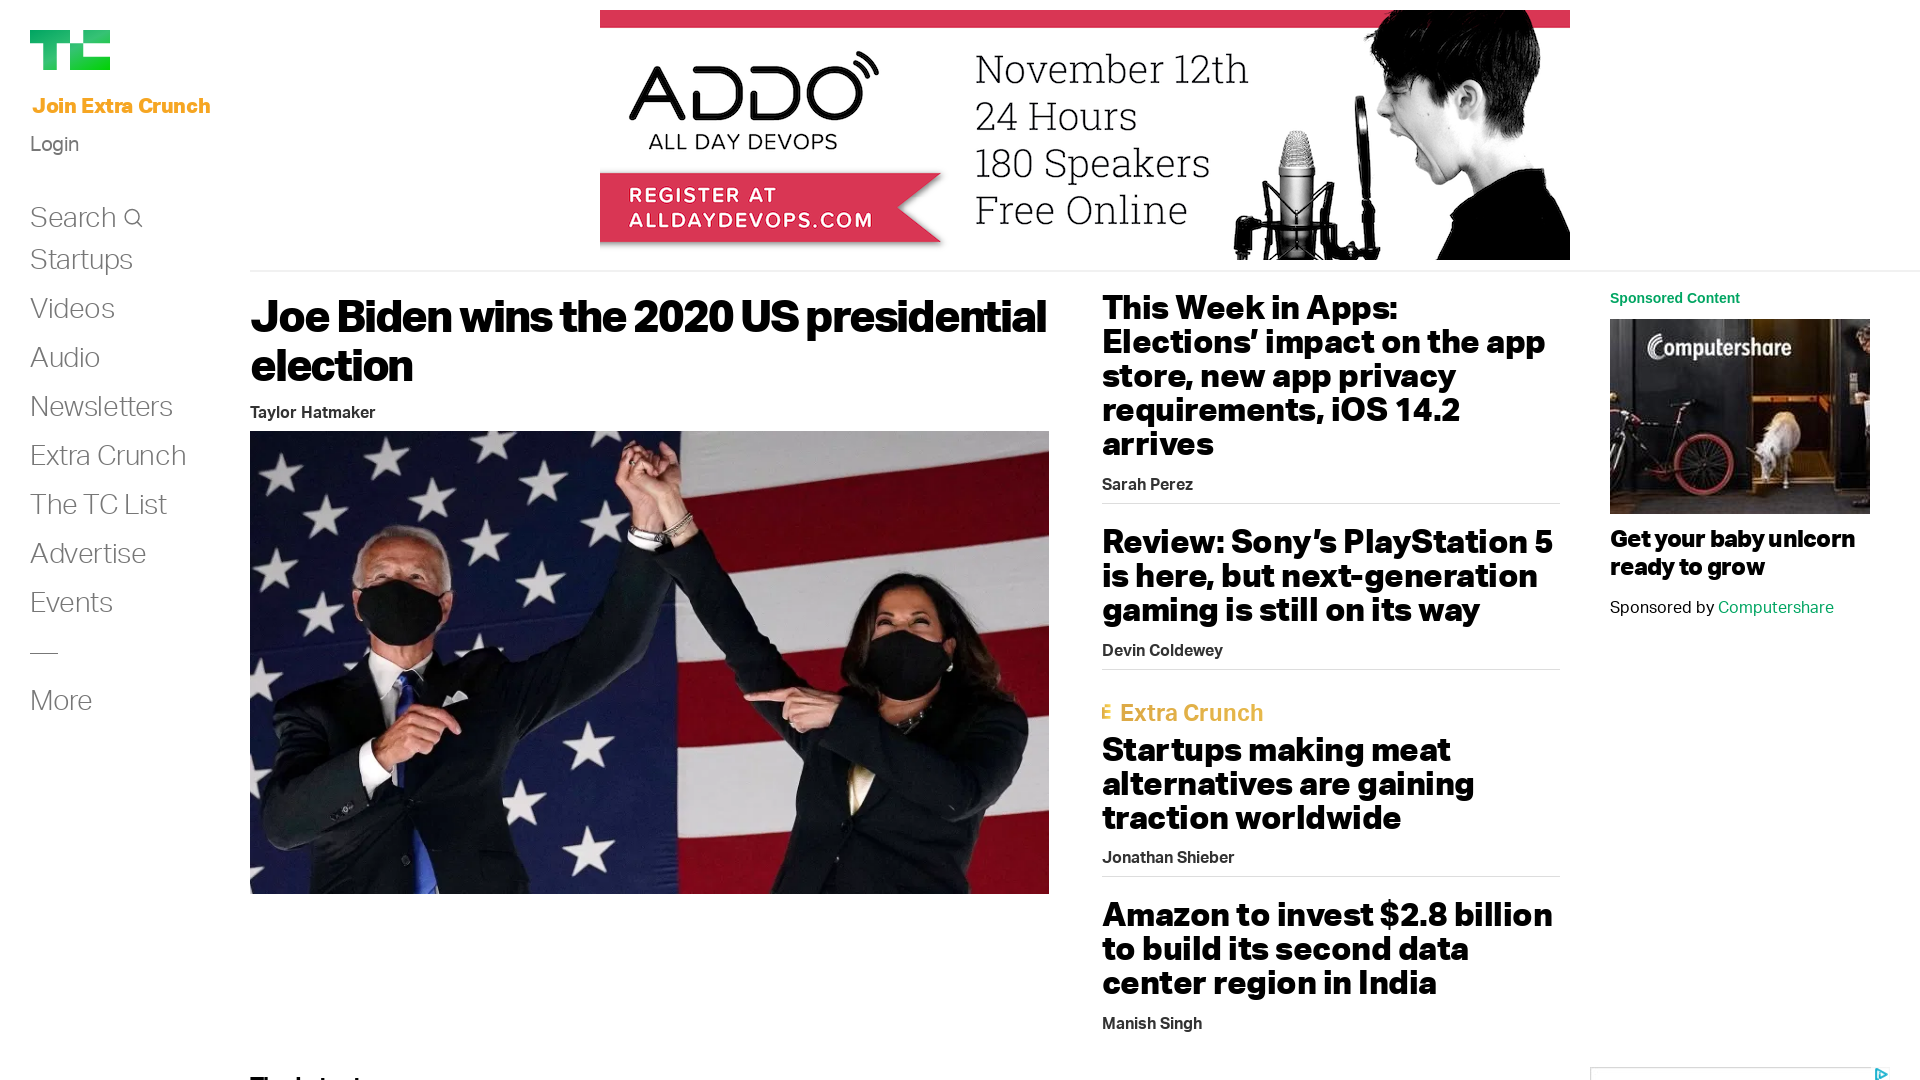 TC
Join Extra Crunch
Login
Search
Startups
Videos
Audio
Newsletters
Extra Crunch
The TC List
Advertise
Events
—
More
ADDO
ALL DAY DEVOPS
REGISTER AT
ALLDAYDEVOPS.COM
November 12th
24 Hours
180 Speakers
Free Online
Joe Biden wins the 2020 US presidential
election
Taylor Hatmaker
This Week in Apps:
Elections’ impact on the app
store, new app privacy
requirements, iOS 14.2
arrives
Sarah Perez
Review: Sony’s PlayStation 5
is here, but next-generation
gaming is still on its way
Devin Coldewey
Extra Crunch
Startups making meat
alternatives are gaining
traction worldwide
Jonathan Shieber
Amazon to invest $2.8 billion
to build its second data
center region in India
Manish Singh
Sponsored Content
Computershare
Get your baby unicorn
ready to grow
Sponsored by Computershare